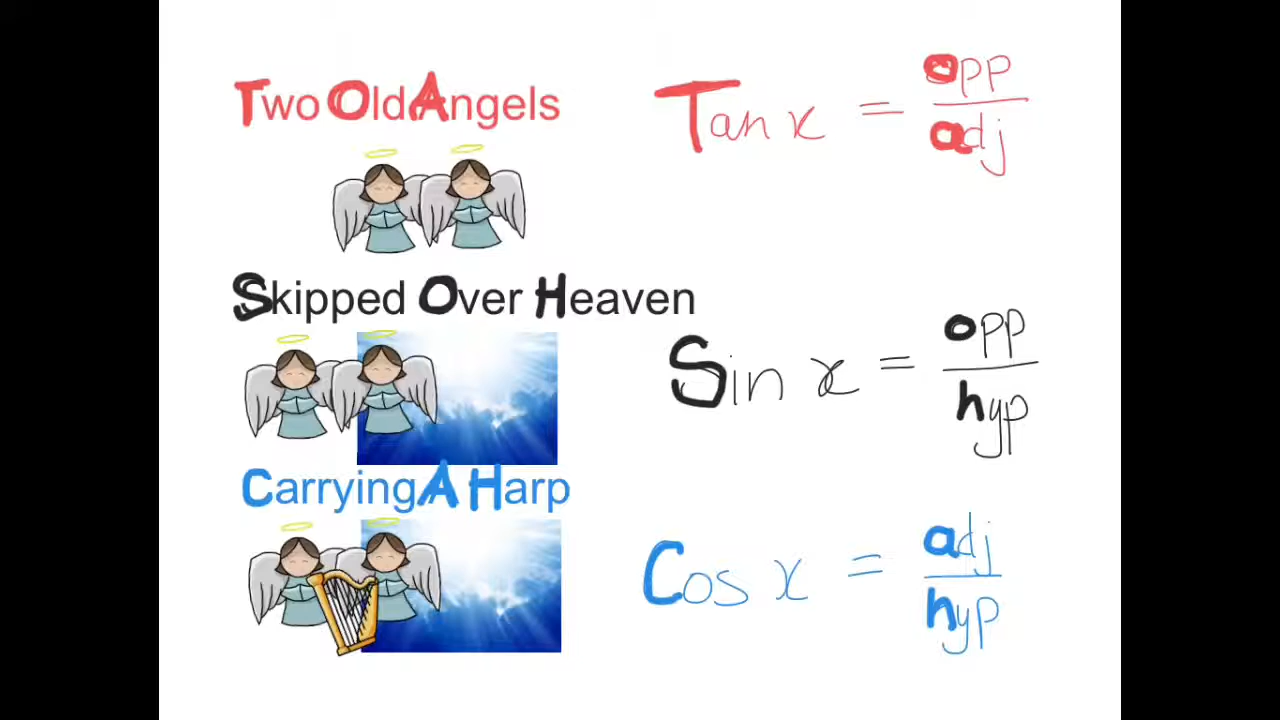 Two Old Angels
Tan x = opp / adj
Skipped Over Heaven
Sin x = opp / hyp
Carrying A Harp
Cos x = adj / hyp